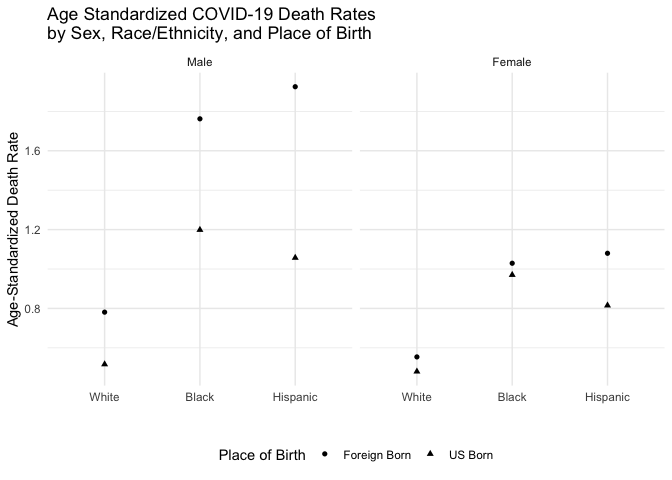 Age Standardized COVID-19 Death Rates
by Sex, Race/Ethnicity, and Place of Birth
Male
Female
Age-Standardized Death Rate
1.6
1.2
0.8
White
Black
Hispanic
White
Black
Hispanic
Place of Birth
Foreign Born
US Born